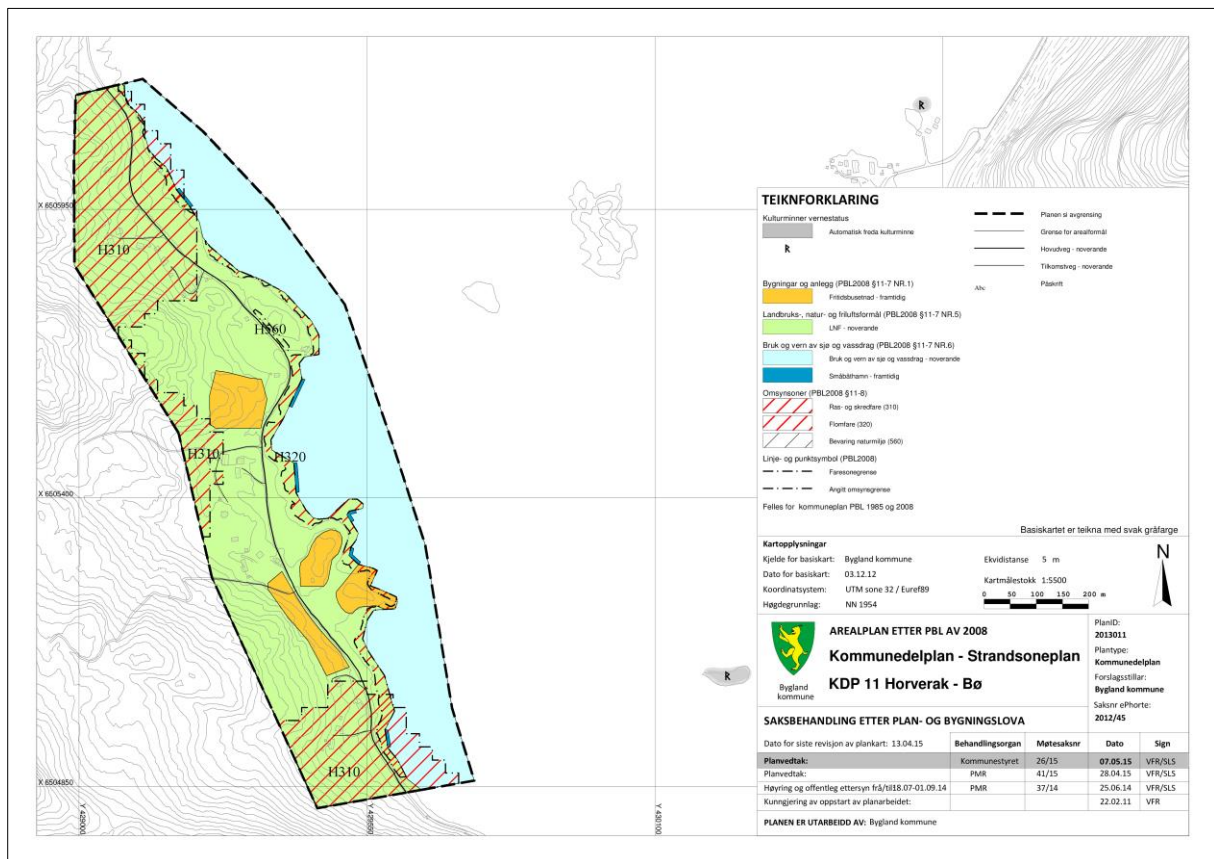 H310
H560
H310
H320
H310
R
R
X 6505950
X 6505400
X 6504850
Y 429000
Y 429550
Y 430100
TEIKNFORKLARING
Kulturminner vernestatus
Automatisk freda kulturminne
R
Bygningar og anlegg (PBL2008 §11-7 NR.1)
Fritidsbusetnad - framtidig
Landbruks-, natur- og friluftsformål (PBL2008 §11-7 NR.5)
LNF - noverande
Bruk og vern av sjø og vassdrag (PBL2008 §11-7 NR.6)
Bruk og vern av sjø og vassdrag - noverande
Småbåthamn - framtidig
Omsynsoner (PBL2008 §11-8)
Ras- og skredfare (310)
Flomfare (320)
Bevaring naturmiljø (560)
Linje- og punktsymbol (PBL2008)
Faresonegrense
Angitt omsynsgrense
Felles for kommuneplan PBL 1985 og 2008
Planen si avgrensing
Grense for arealformål
Hovudveg - noverande
Tilkomstveg - noverande
Abc Påskrift
Basiskartet er teikna med svak gråfarge
Kartopplysningar
Kjelde for basiskart: Bygland kommune
Dato for basiskart: 03.12.12
Koordinatsystem: UTM sone 32 / Euref89
Høgdegrunnlag: NN 1954
Ekvidistanse 5 m
Kartmålestokk 1:5500
0 50 100 150 200 m
N
Bygland
kommune
AREALPLAN ETTER PBL AV 2008
Kommunedelplan - Strandsoneplan
KDP 11 Horverak - Bø
PlanID:
2013011
Plantype:
Kommunedelplan
Forslagsstillar:
Bygland kommune
Saksnr ePhorte:
2012/45
SAKSBEHANDLING ETTER PLAN- OG BYGNINGSLOVA
Dato for siste revisjon av plankart: 13.04.15 Behandlingsorgan Møtesaksnr Dato Sign
Planvedtak: Kommunestyret 26/15 07.05.15 VFR/SLS
Planvedtak: PMR 41/15 28.04.15 VFR/SLS
Høyring og offentleg ettersyn frå/til18.07-01.09.14 PMR 37/14 25.06.14 VFR/SLS
Kunngjering av oppstart av planarbeidet: 22.02.11 VFR
PLANEN ER UTARBEIDD AV: Bygland kommune